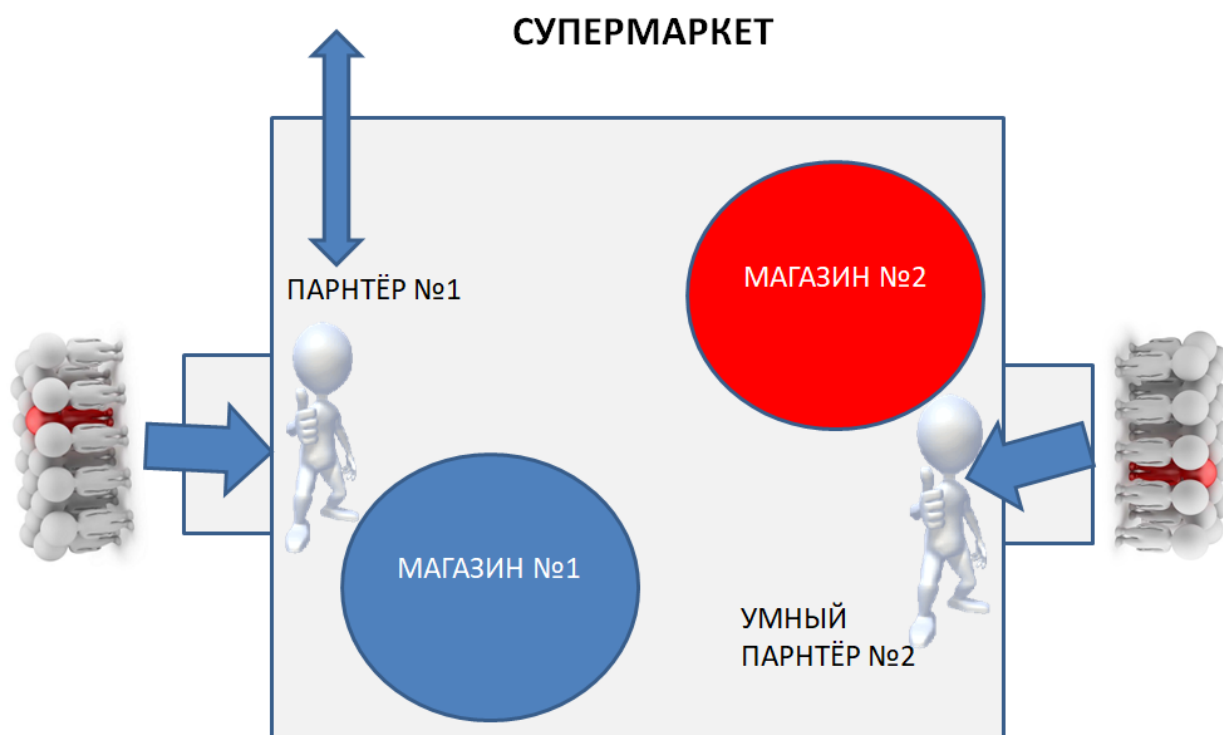 СУПЕРМАРКЕТ
ПАРНТЁР №1
МАГАЗИН №2
МАГАЗИН №1
УМНЫЙ
ПАРНТЁР №2